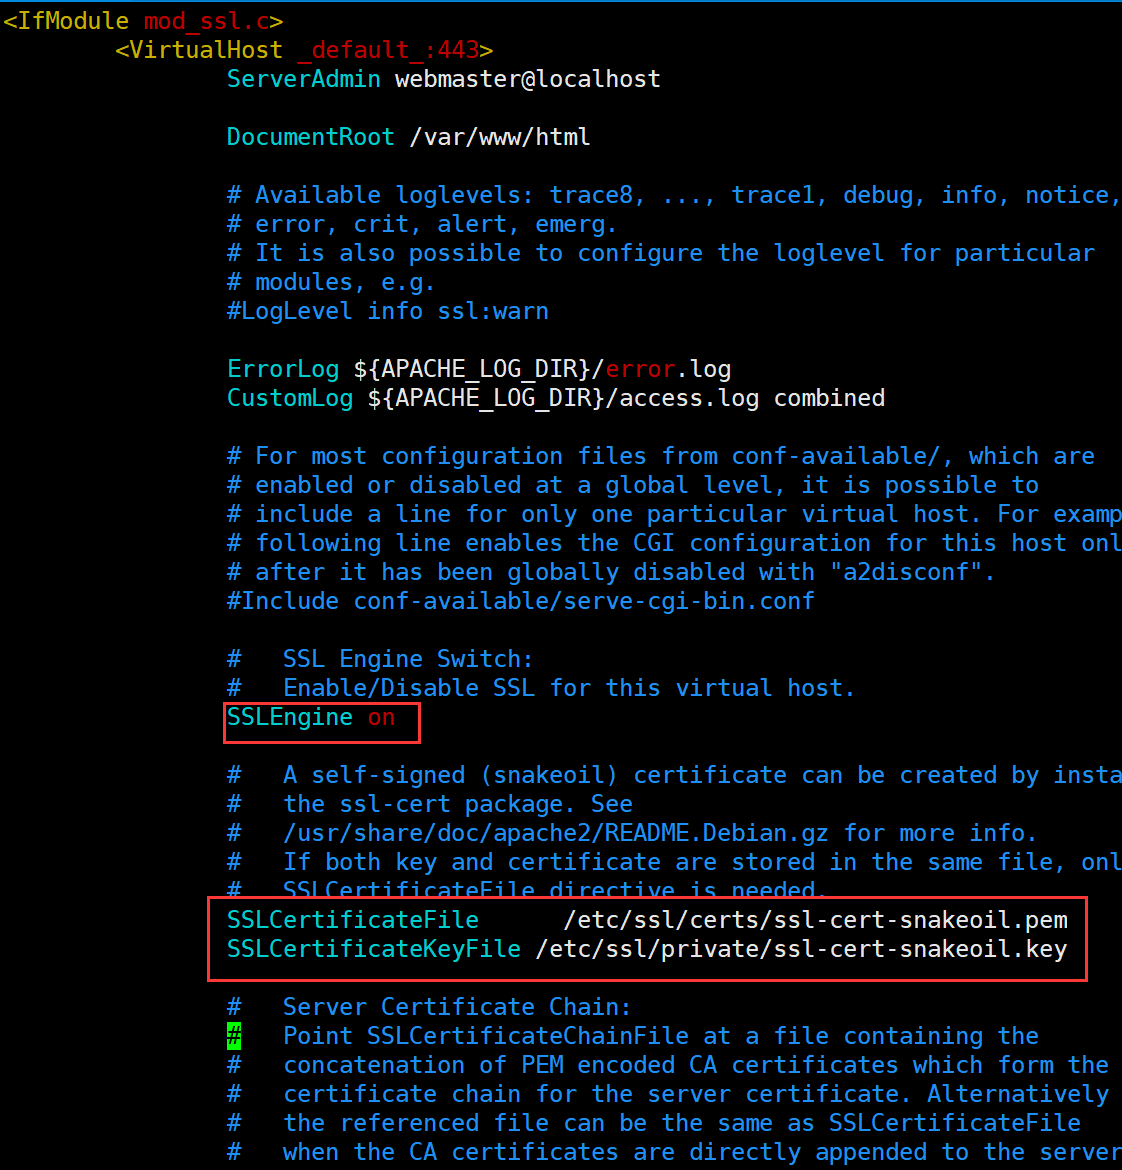 <IfModule mod_ssl.c>
<VirtualHost _default_:443>
ServerAdmin webmaster@localhost
DocumentRoot /var/www/html
# Available loglevels: trace8, ..., trace1, debug, info, notice,
# error, crit, alert, emerg.
# It is also possible to configure the loglevel for particular
# modules, e.g.
#LogLevel info ssl:warn
ErrorLog ${APACHE_LOG_DIR}/error.log
CustomLog ${APACHE_LOG_DIR}/access.log combined
# For most configuration files from conf-available/, which are
# enabled or disabled at a global level, it is possible to
# include a line for only one particular virtual host. For examp
# following line enables the CGI configuration for this host onl
# after it has been globally disabled with "a2disconf".
#Include conf-available/serve-cgi-bin.conf
#   SSL Engine Switch:
#   Enable/Disable SSL for this virtual host.
SSLEngine on
#   A self-signed (snakeoil) certificate can be created by insta
#   the ssl-cert package. See
#   /usr/share/doc/apache2/README.Debian.gz for more info.
#   If both key and certificate are stored in the same file, onl
#   SSLCertificateFile directive is needed.
SSLCertificateFile      /etc/ssl/certs/ssl-cert-snakeoil.pem
SSLCertificateKeyFile /etc/ssl/private/ssl-cert-snakeoil.key
#   Server Certificate Chain:
#   Point SSLCertificateChainFile at a file containing the
#   concatenation of PEM encoded CA certificates which form the
#   certificate chain for the server certificate. Alternatively
#   the referenced file can be the same as SSLCertificateFile
#   when the CA certificates are directly appended to the server